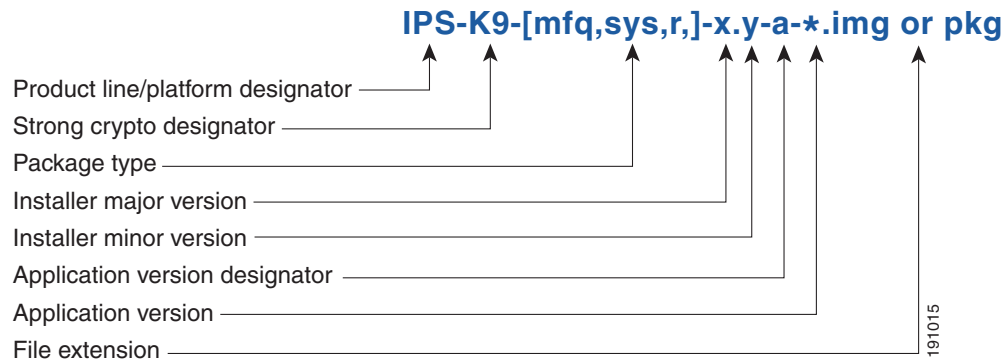 IPS-K9-[mfq,sys,r,]-x.y-a-*.img or pkg
Product line/platform designator
Strong crypto designator
Package type
Installer major version
Installer minor version
Application version designator
Application version
File extension
191015